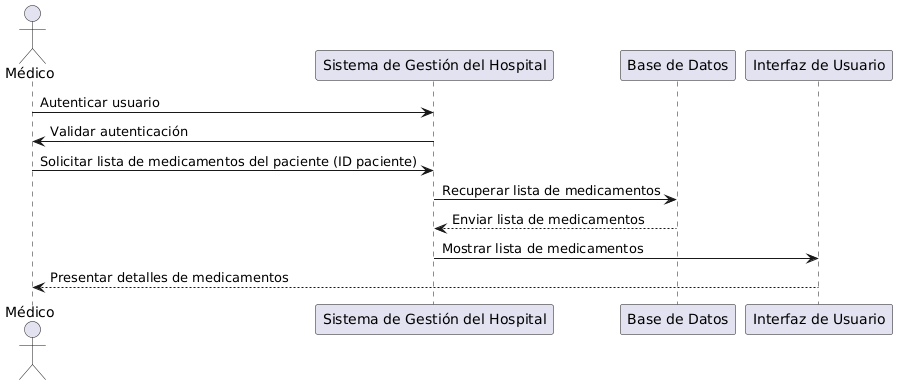 Médico
Sistema de Gestión del Hospital
Base de Datos
Interfaz de Usuario
Autenticar usuario
Validar autenticación
Solicitar lista de medicamentos del paciente (ID paciente)
Recuperar lista de medicamentos
Enviar lista de medicamentos
Mostrar lista de medicamentos
Presentar detalles de medicamentos
Médico
Sistema de Gestión del Hospital
Base de Datos
Interfaz de Usuario